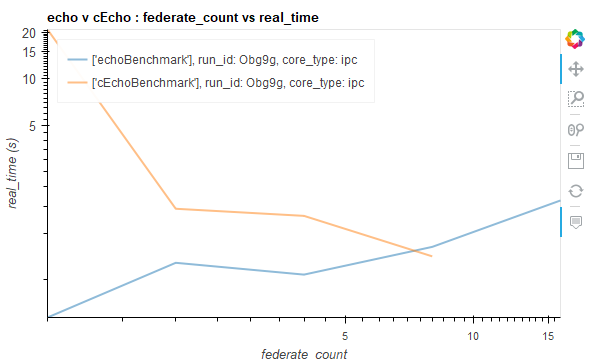 echo v cEcho : federate_count vs real_time
['echoBenchmark'], run_id: Obg9g, core_type: ipc
['cEchoBenchmark'], run_id: Obg9g, core_type: ipc
20
15
10
5
real_time (s)
5
10
15
federate_count